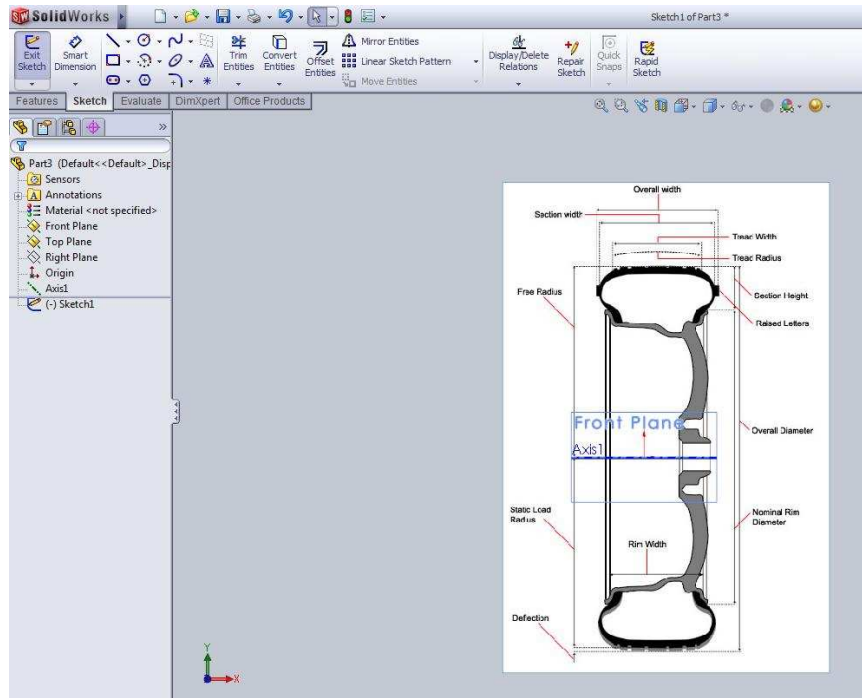 SolidWorks
Sketch1 of Part3 *
Exit Sketch
Smart Dimension
Trim Entities
Convert Entities
Offset Entities
Mirror Entities
Linear Sketch Pattern
Move Entities
Display/Delete Relations
Repair Sketch
Quick Snaps
Rapid Sketch
Features
Sketch
Evaluate
DimXpert
Office Products
Part3 (Default<<Default>_Disp
Sensors
Annotations
Material <not specified>
Front Plane
Top Plane
Right Plane
Origin
Axis1
(-) Sketch1
Overall width
Section width
Tread Width
Tread Radius
Free Radius
Section Height
Raised Letters
Front Plane
Axis1
Overall Diameter
Static Load
Radius
Nominal Rim
Diameter
Rim Width
Deflection
Y
X